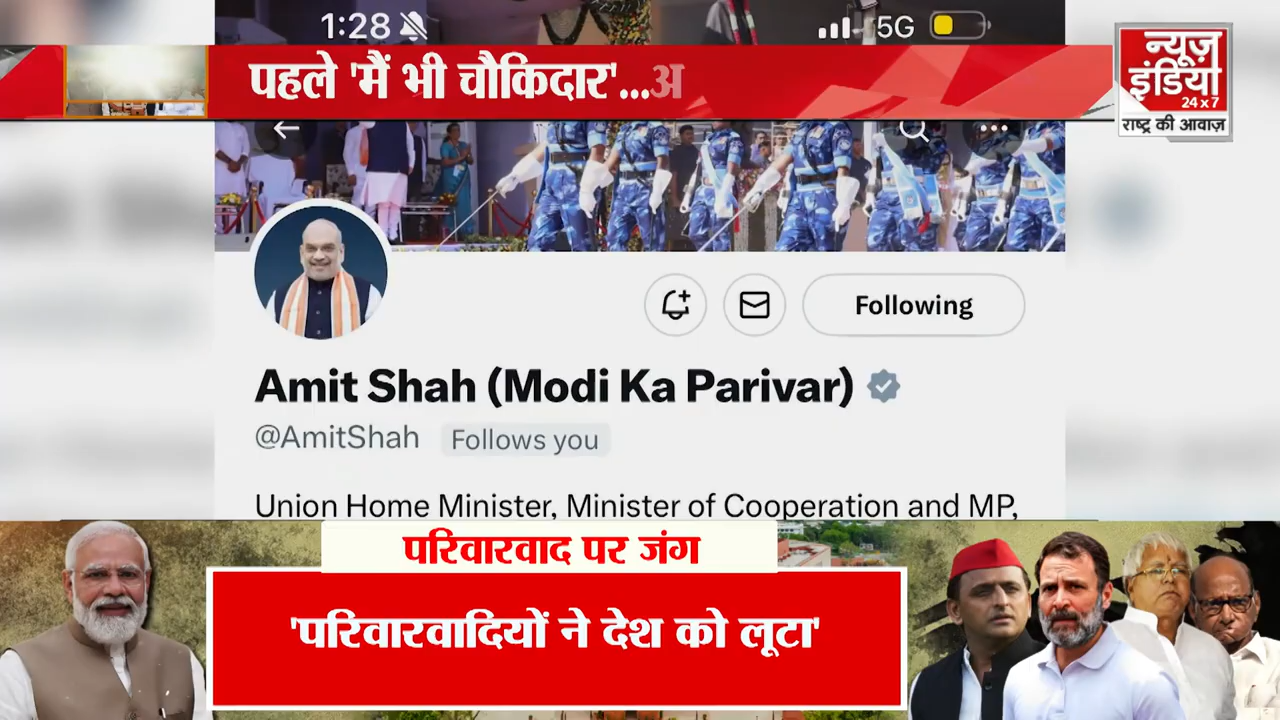 1:28
5G
पहले 'मैं भी चौकिदार'...अ
न्यूज़
इंडिया
24x7
राष्ट्र की आवाज़
Following
Amit Shah (Modi Ka Parivar)
@AmitShah Follows you
Union Home Minister, Minister of Cooperation and MP,
परिवारवाद पर जंग
'परिवारवादियों ने देश को लूटा'